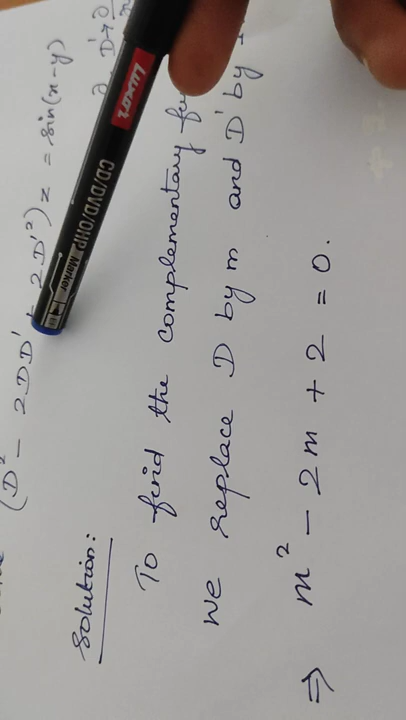 (D² - 2DD' + 2D'²) z = sin(x-y)
Solution:
To find the complementary
we replace D by m and D' by
⇒ m² - 2m + 2 = 0.
Luxor
CD/DVD/OHP Marker